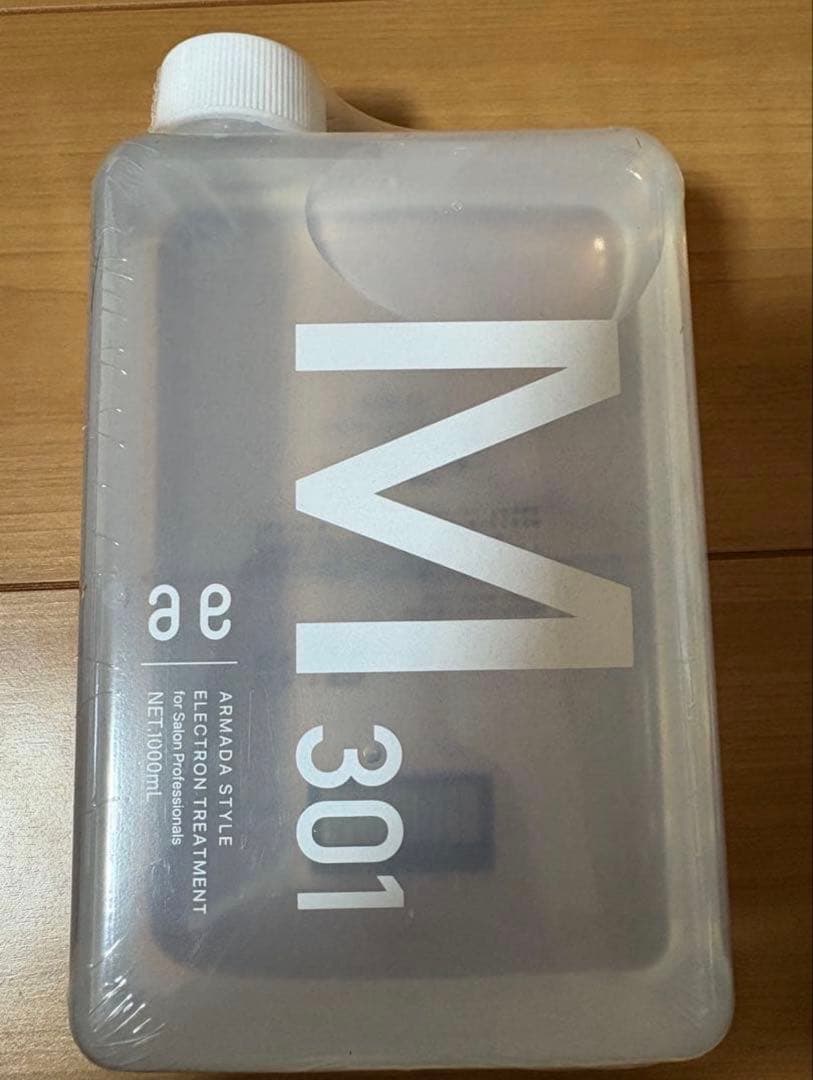 M 301
ae
ARMADA STYLE
ELECTRON TREATMENT
for Salon Professionals
NET.1000mL